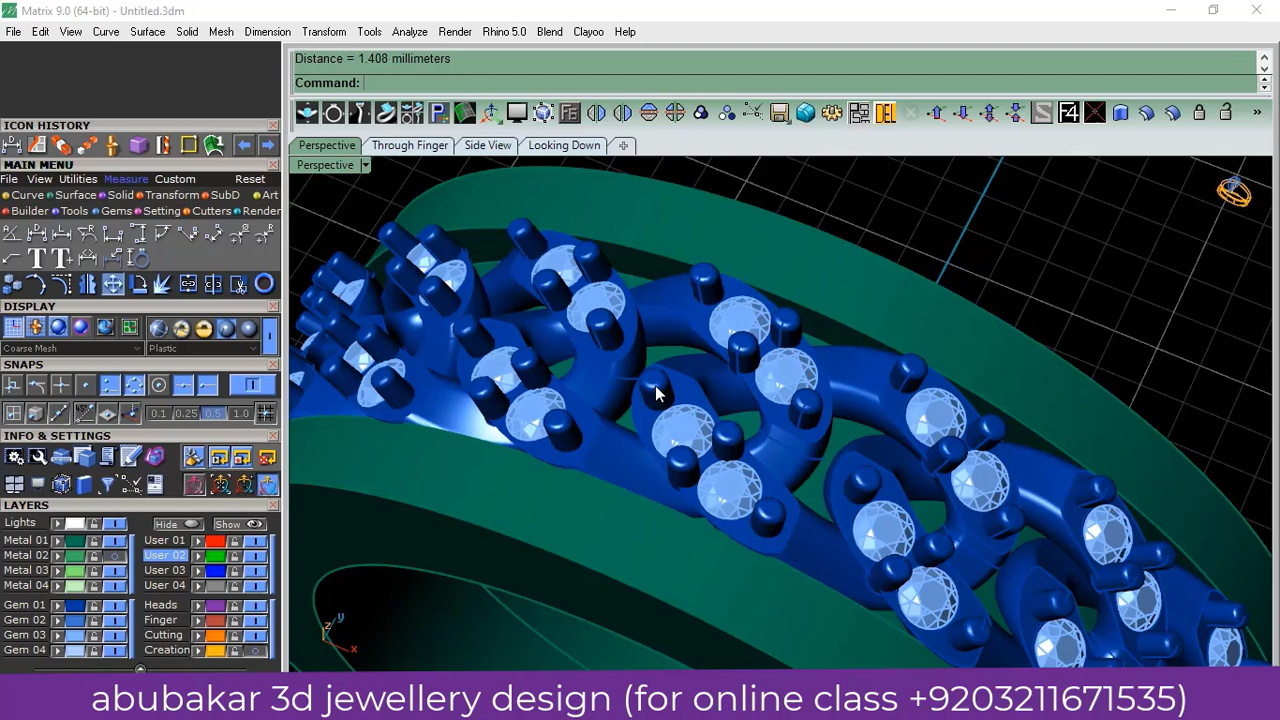 Matrix 9.0 (64-bit) - Untitled.3dm
File Edit View Curve Surface Solid Mesh Dimension Transform Tools Analyze Render Rhino 5.0 Blend Clayoo Help
Distance = 1.408 millimeters
Command:
ICON HISTORY
MAIN MENU
File View Utilities Measure Custom Reset
Curve Surface Solid Transform SubD Art
Builder Tools Gems Setting Cutters Render
Perspective Through Finger Side View Looking Down
Perspective
DISPLAY
Coarse Mesh Plastic
SNAPS
0.1 0.25 0.5 1.0
INFO & SETTINGS
LAYERS
Lights Hide Show
Metal 01 User 01
Metal 02 User 02
Metal 03 User 03
Metal 04 User 04
Gem 01 Heads
Gem 02 Finger
Gem 03 Cutting
Gem 04 Creation
z y x
abubakar 3d jewellery design (for online class +9203211671535)